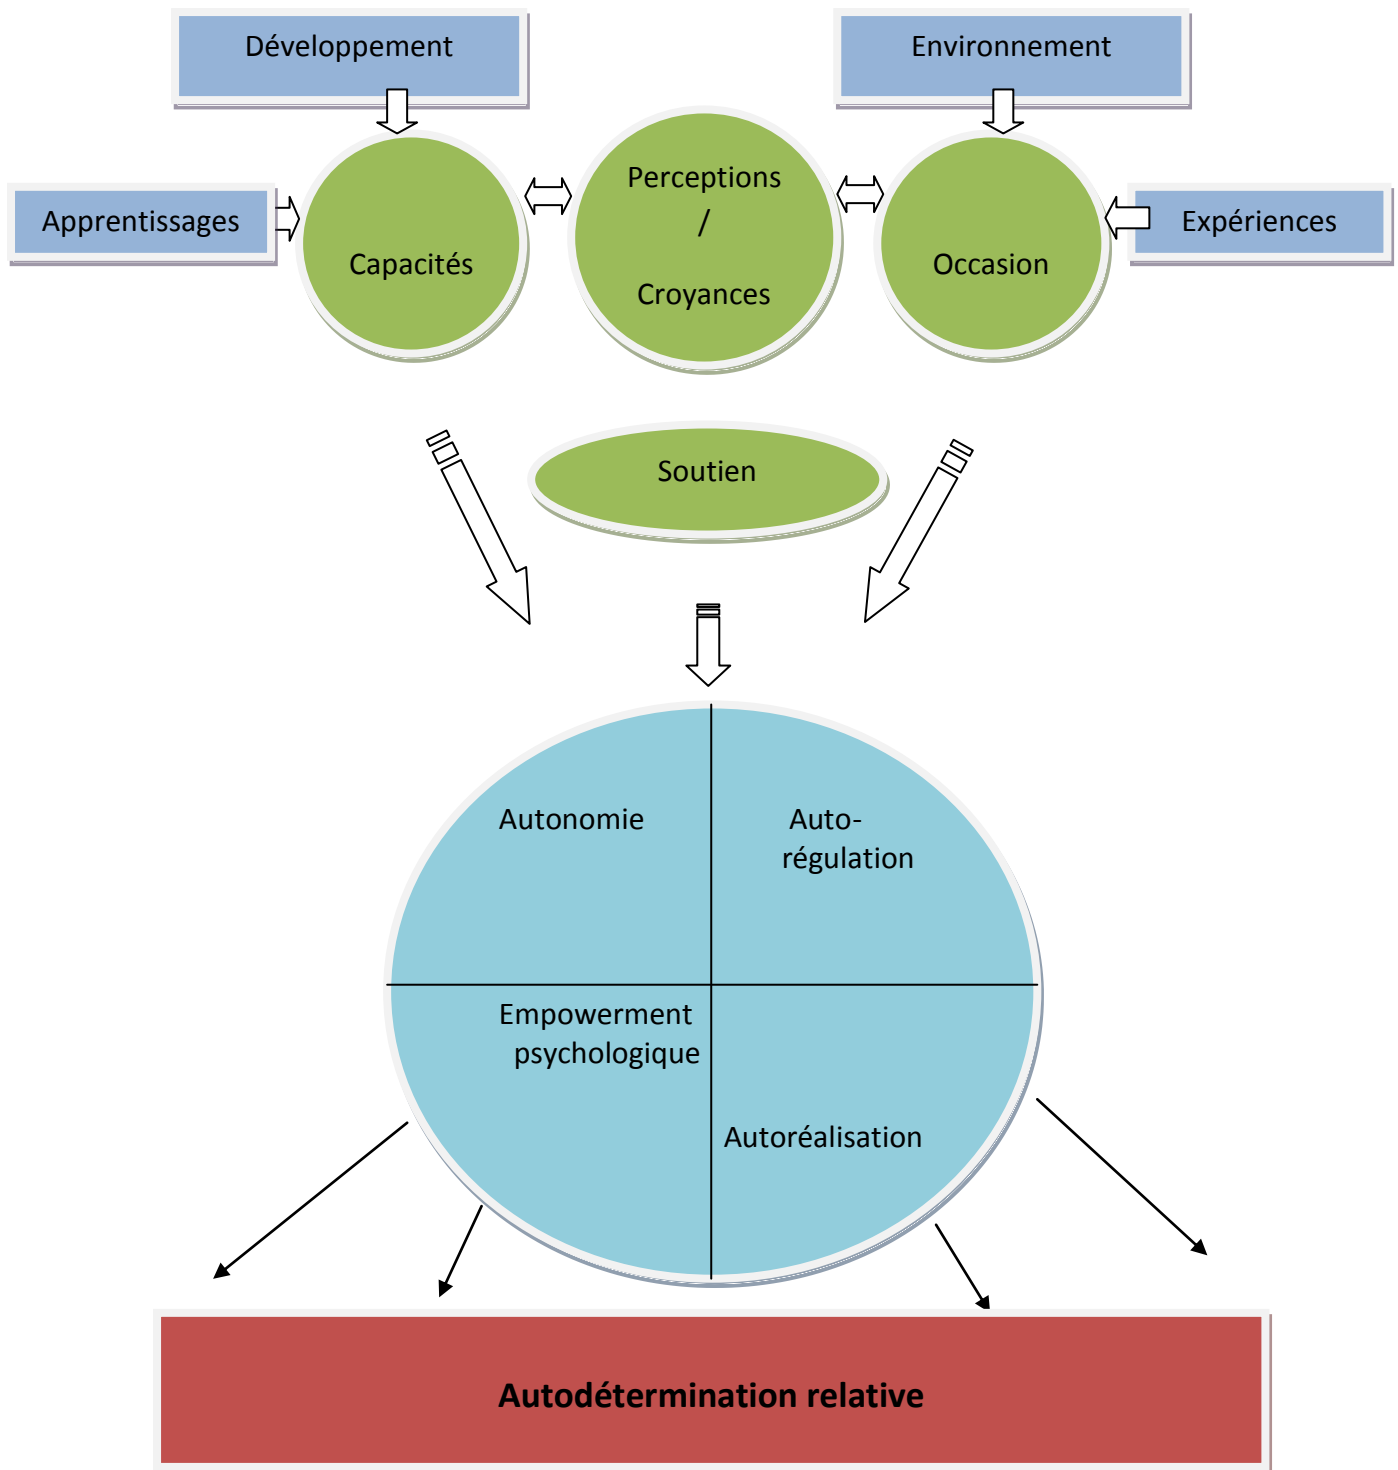 Développement
Environnement
Apprentissages
Capacités
Perceptions
/
Croyances
Occasion
Expériences
Soutien
Autonomie
Auto-
régulation
Empowerment
psychologique
Autoréalisation
Autodétermination relative